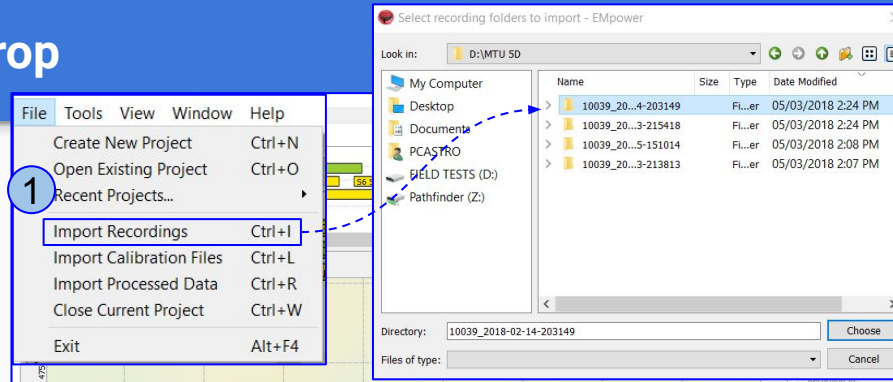 rop
File Tools View Window Help
Create New Project Ctrl+N
Open Existing Project Ctrl+O
Recent Projects...
Import Recordings Ctrl+I
Import Calibration Files Ctrl+L
Import Processed Data Ctrl+R
Close Current Project Ctrl+W
Exit Alt+F4
1
S6
475
Select recording folders to import - EMpower
Look in: D:\MTU 5D
My Computer
Desktop
Documents
PCASTRO
FIELD TESTS (D:)
Pathfinder (Z:)
Name Size Type Date Modified
10039_20...4-203149 Fi...er 05/03/2018 2:24 PM
10039_20...3-215418 Fi...er 05/03/2018 2:24 PM
10039_20...5-151014 Fi...er 05/03/2018 2:08 PM
10039_20...3-213813 Fi...er 05/03/2018 2:07 PM
Directory: 10039_2018-02-14-203149 Choose
Files of type: Cancel